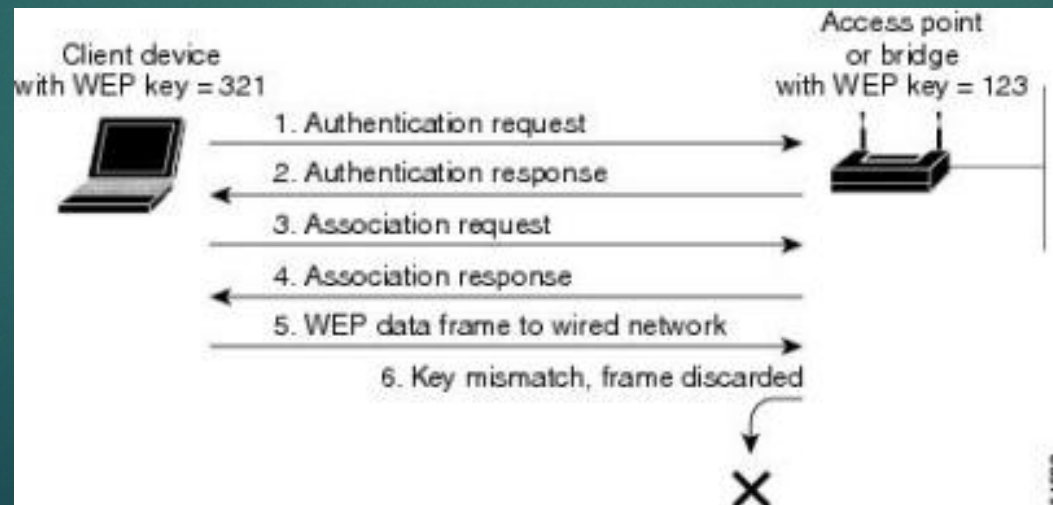 Client device
with WEP key = 321
Access point
or bridge
with WEP key = 123
1. Authentication request
2. Authentication response
3. Association request
4. Association response
5. WEP data frame to wired network
6. Key mismatch, frame discarded